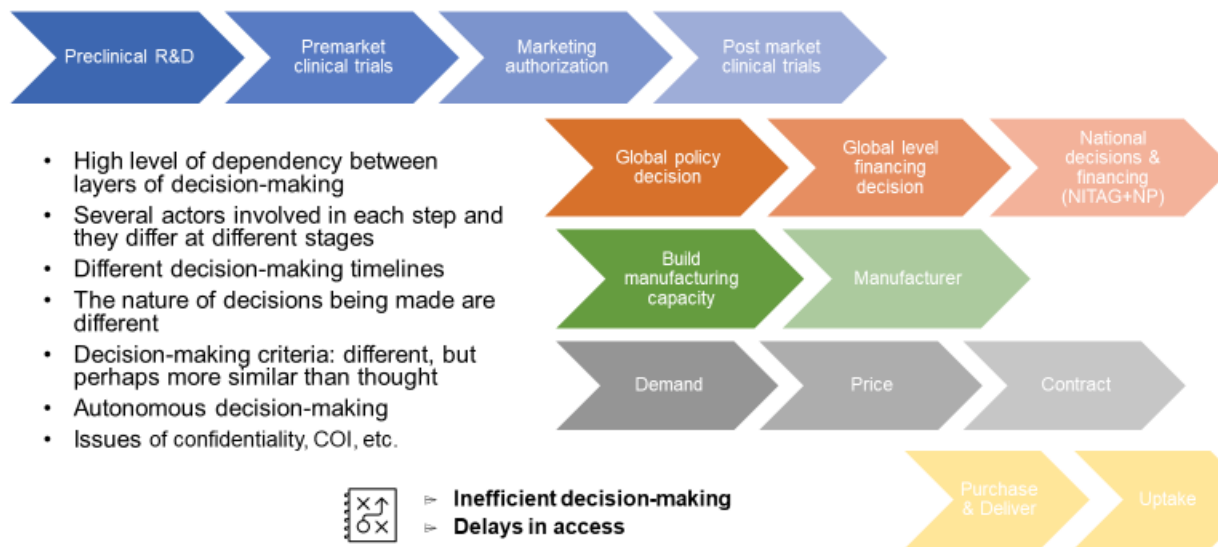 Preclinical R&D
Premarket
clinical trials
Marketing
authorization
Post market
clinical trials
• High level of dependency between
layers of decision-making
• Several actors involved in each step and
they differ at different stages
• Different decision-making timelines
• The nature of decisions being made are
different
• Decision-making criteria: different, but
perhaps more similar than thought
• Autonomous decision-making
• Issues of confidentiality, COI, etc.
Global policy
decision
Global level
financing
decision
National
decisions &
financing
(NITAG+NP)
Build
manufacturing
capacity
Manufacturer
Demand
Price
Contract
Purchase
& Deliver
Uptake
➢ Inefficient decision-making
➢ Delays in access